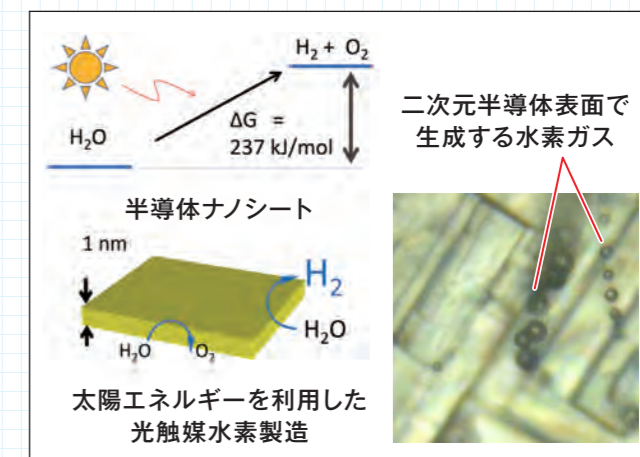 H₂ + O₂
H₂O
ΔG =
237 kJ/mol
半導体ナノシート
1 nm
H₂
H₂O
H₂O
O₂
太陽エネルギーを利用した
光触媒水素製造
二次元半導体表面で
生成する水素ガス